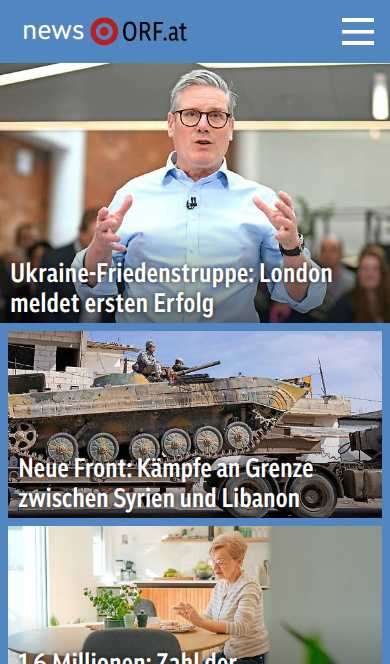 news ORF.at
Ukraine-Friedenstruppe: London
meldet ersten Erfolg
Neue Front: Kämpfe an Grenze
zwischen Syrien und Libanon
1,6 Millionen: Zahl der